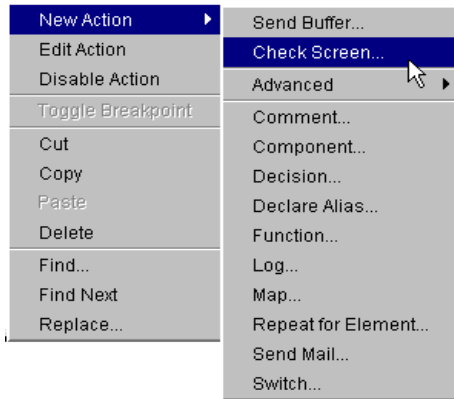 New Action
Edit Action
Disable Action
Toggle Breakpoint
Cut
Copy
Paste
Delete
Find...
Find Next
Replace...
Send Buffer...
Check Screen...
Advanced
Comment...
Component...
Decision...
Declare Alias...
Function...
Log...
Map...
Repeat for Element...
Send Mail...
Switch...